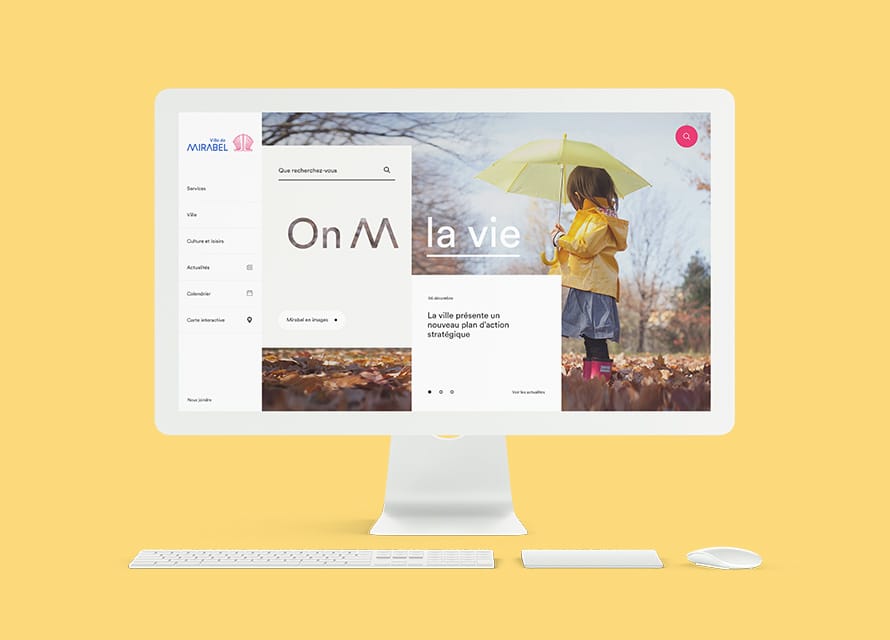 Ville de
MIRABEL
Services
Ville
Culture et loisirs
Actualités
Calendrier
Carte interactive
Nous joindre
Que recherchez-vous
On M la vie
Mirabel en images
06 décembre
La ville présente un
nouveau plan d'action
stratégique
Voir les actualités